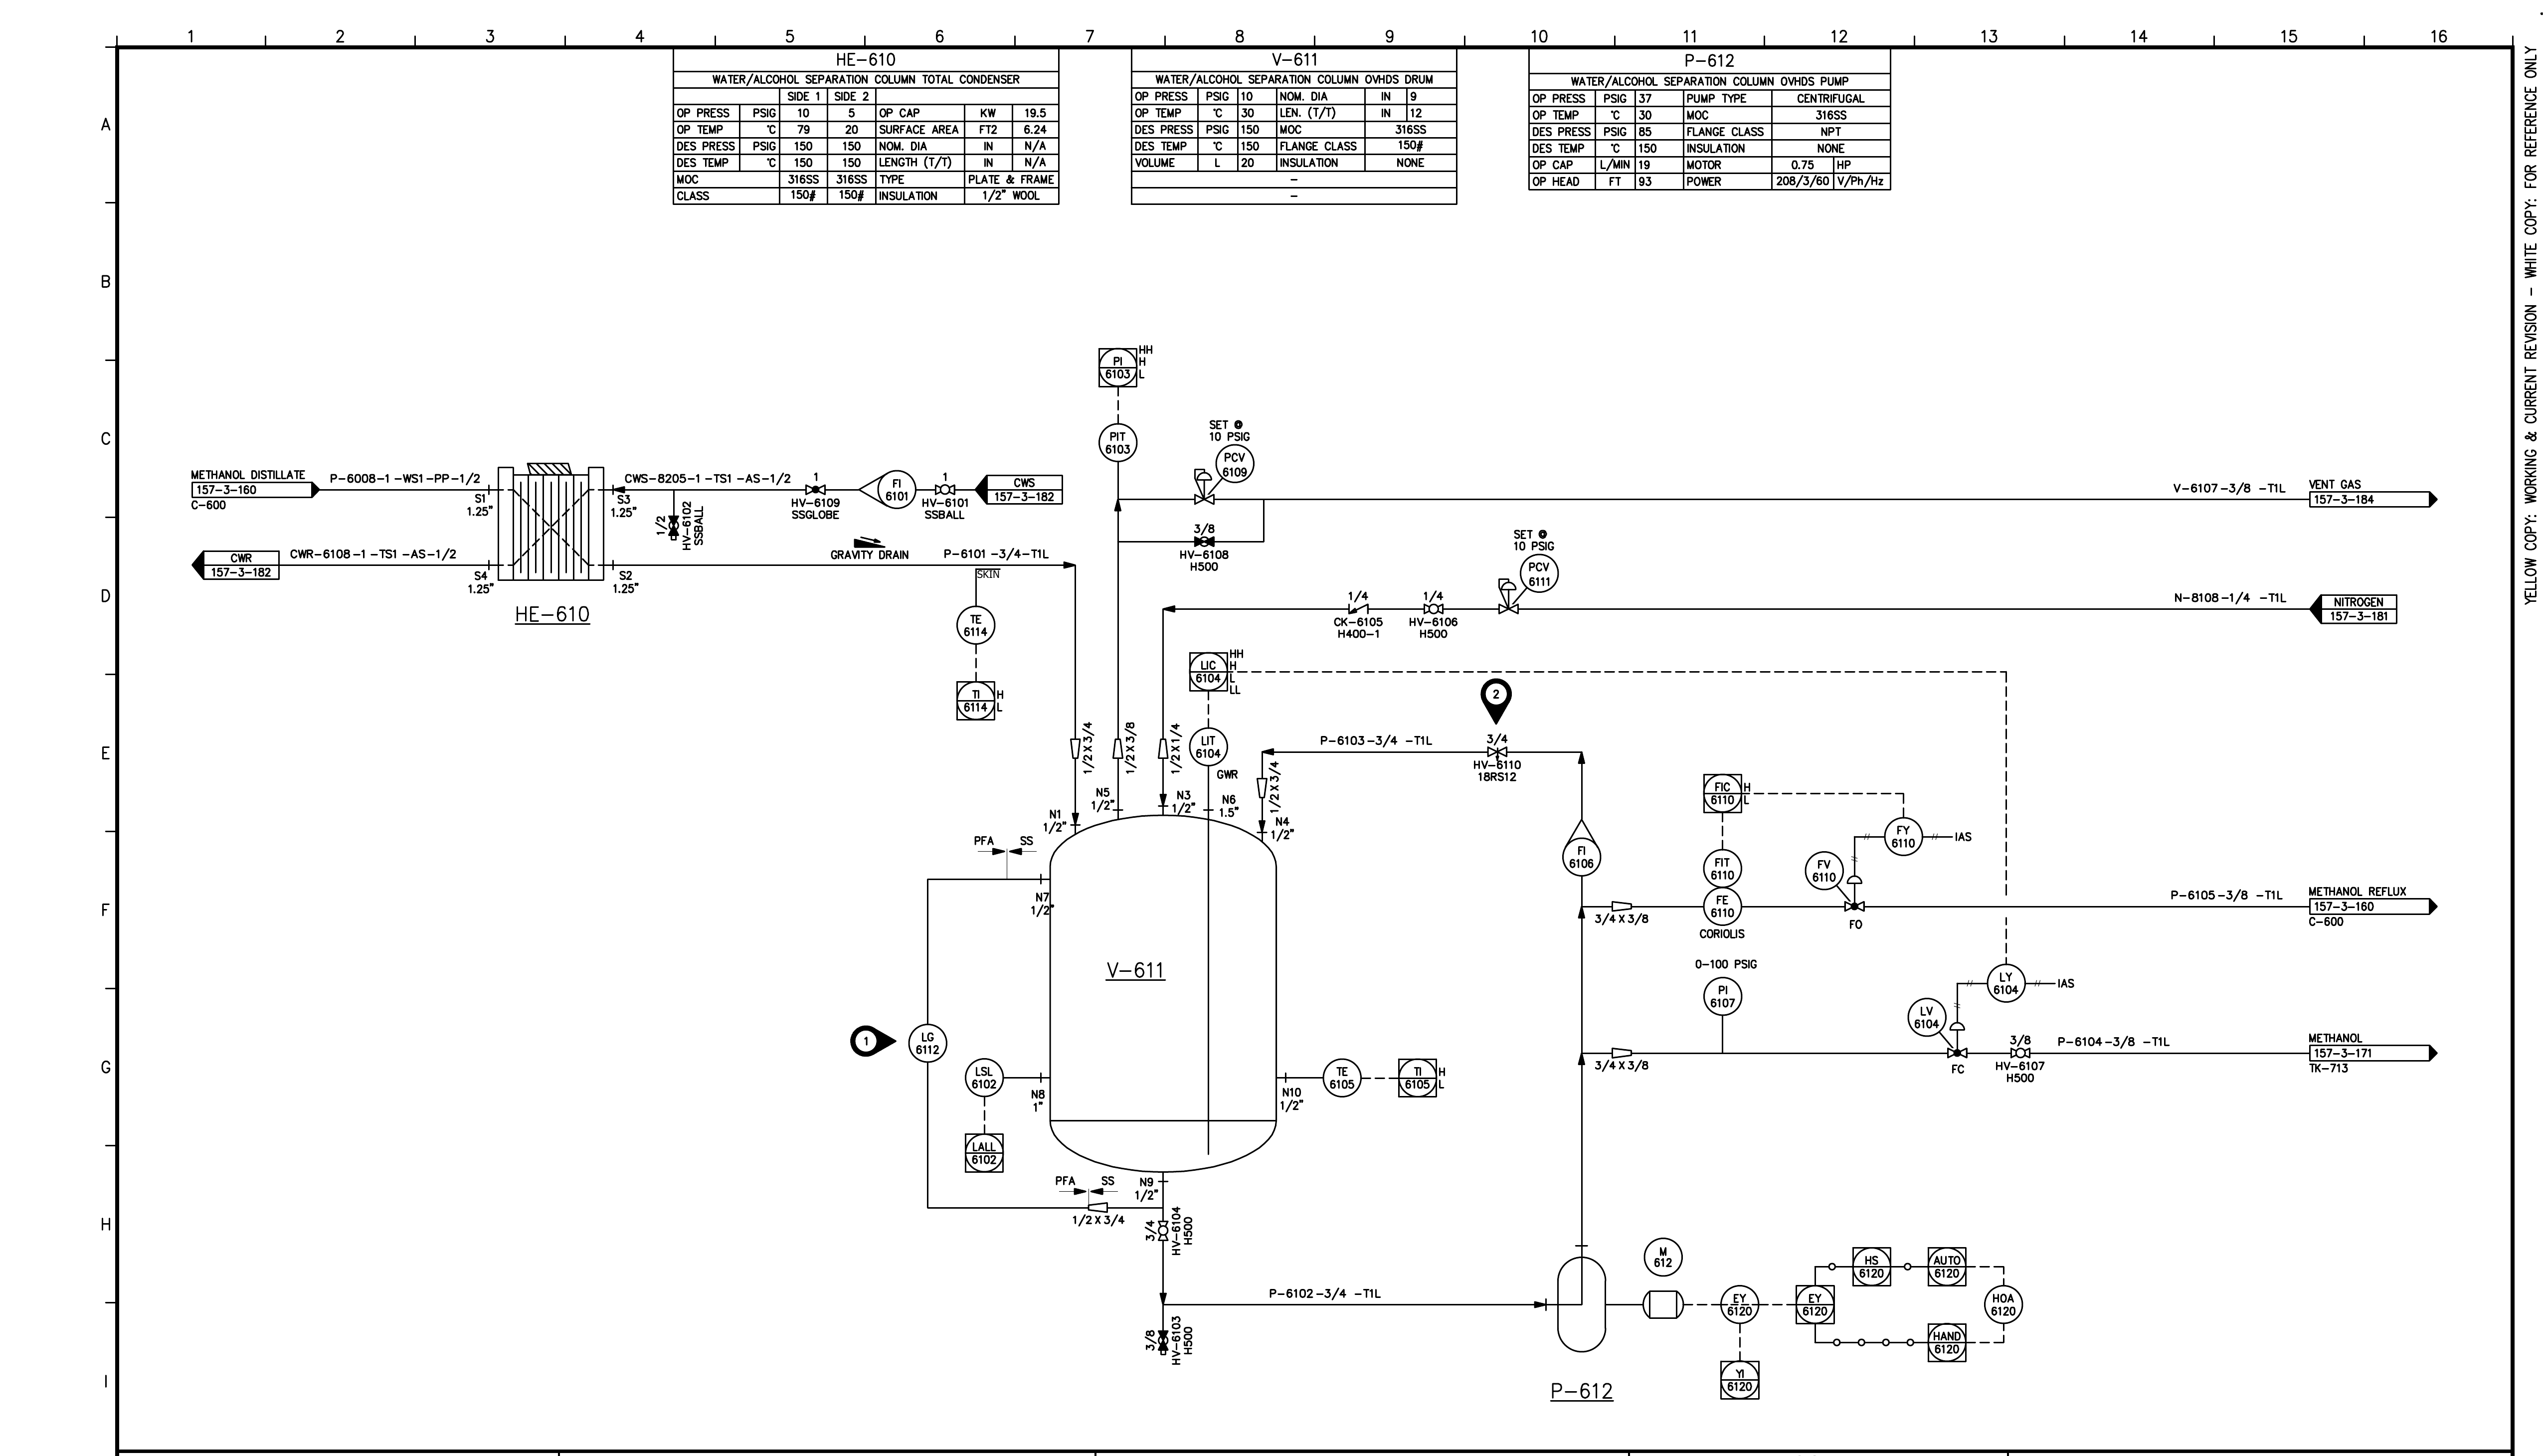 1 2 3 4 5 6 7 8 9 10 11 12 13 14 15 16
A
B
C
D
E
F
G
H
I
YELLOW COPY: WORKING & CURRENT REVISION - WHITE COPY: FOR REFERENCE ONLY
HE-610
WATER/ALCOHOL SEPARATION COLUMN TOTAL CONDENSER
SIDE 1 SIDE 2
OP PRESS PSIG 10 5 OP CAP KW 19.5
OP TEMP °C 79 20 SURFACE AREA FT2 6.24
DES PRESS PSIG 150 150 NOM. DIA IN N/A
DES TEMP °C 150 150 LENGTH (T/T) IN N/A
MOC 316SS 316SS TYPE PLATE & FRAME
CLASS 150# 150# INSULATION 1/2" WOOL
V-611
WATER/ALCOHOL SEPARATION COLUMN OVHDS DRUM
OP PRESS PSIG 10 NOM. DIA IN 9
OP TEMP °C 30 LEN. (T/T) IN 12
DES PRESS PSIG 150 MOC 316SS
DES TEMP °C 150 FLANGE CLASS 150#
VOLUME L 20 INSULATION NONE
-
-
P-612
WATER/ALCOHOL SEPARATION COLUMN OVHDS PUMP
OP PRESS PSIG 37 PUMP TYPE CENTRIFUGAL
OP TEMP °C 30 MOC 316SS
DES PRESS PSIG 85 FLANGE CLASS NPT
DES TEMP °C 150 INSULATION NONE
OP CAP L/MIN 19 MOTOR 0.75 HP
OP HEAD FT 93 POWER 208/3/60 V/Ph/Hz
PI
6103
HH
H
L
PIT
6103
SET @
10 PSIG
PCV
6109
METHANOL DISTILLATE
157-3-160
C-600
P-6008-1-WS1-PP-1/2
S1
1.25"
S3
1.25"
CWS-8205-1-TS1-AS-1/2
1
HV-6109
SSGLOBE
FI
6101
1
HV-6101
SSBALL
CWS
157-3-182
1/2
HV-6102
SSBALL
V-6107-3/8-T1L
VENT GAS
157-3-184
3/8
HV-6108
H500
CWR
157-3-182
CWR-6108-1-TS1-AS-1/2
S4
1.25"
S2
1.25"
HE-610
GRAVITY DRAIN
P-6101-3/4-T1L
SKIN
TE
6114
TI
6114
H
L
SET @
10 PSIG
PCV
6111
1/4
CK-6105
H400-1
1/4
HV-6106
H500
N-8108-1/4-T1L
NITROGEN
157-3-181
LIC
6104
HH
H
L
LL
LIT
6104
GWR
1/2X3/4
1/2X3/8
1/2X1/4
1/2X3/4
N1
1/2"
N5
1/2"
N3
1/2"
N6
1.5"
N4
1/2"
P-6103-3/4-T1L
2
3/4
HV-6110
18RS12
FI
6106
FIC
6110
H
L
FIT
6110
FE
6110
CORIOLIS
3/4X3/8
FV
6110
FY
6110
IAS
FO
P-6105-3/8-T1L
METHANOL REFLUX
157-3-160
C-600
PFA SS
N7
1/2"
V-611
1
LG
6112
LSL
6102
LALL
6102
N8
1"
N10
1/2"
TE
6105
TI
6105
H
L
0-100 PSIG
PI
6107
3/4X3/8
LV
6104
LY
6104
IAS
FC
3/8
HV-6107
H500
P-6104-3/8-T1L
METHANOL
157-3-171
TK-713
PFA SS
1/2X3/4
N9
1/2"
3/4
HV-6104
H500
3/8
HV-6103
H500
P-6102-3/4-T1L
P-612
M
612
EY
6120
YI
6120
EY
6120
HS
6120
AUTO
6120
HOA
6120
HAND
6120